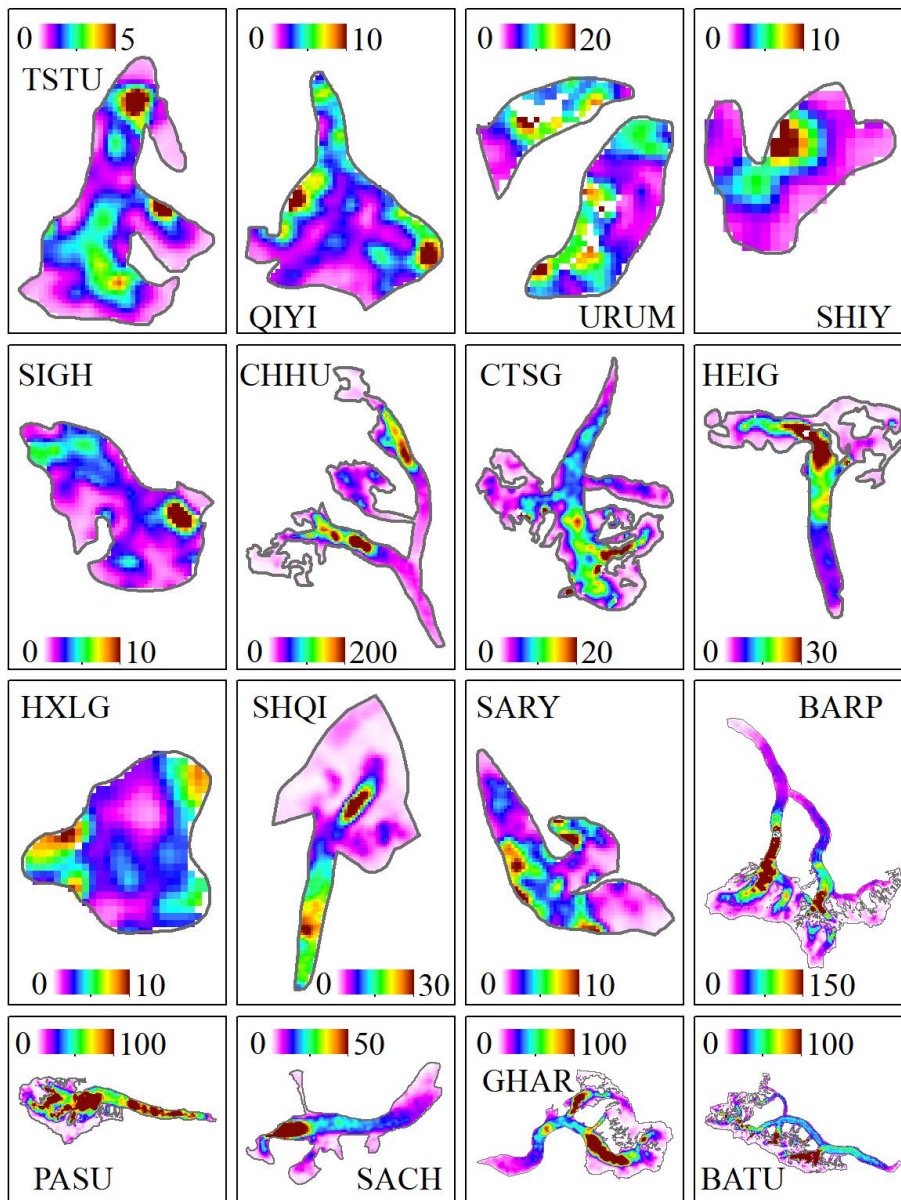 0 5
TSTU
0 10
QIYI
0 20
URUM
0 10
SHIY
SIGH
0 10
CHHU
0 200
CTSG
0 20
HEIG
0 30
HXLG
0 10
SHQI
0 30
SARY
0 10
BARP
0 150
0 100
PASU
0 50
SACH
0 100
GHAR
0 100
BATU